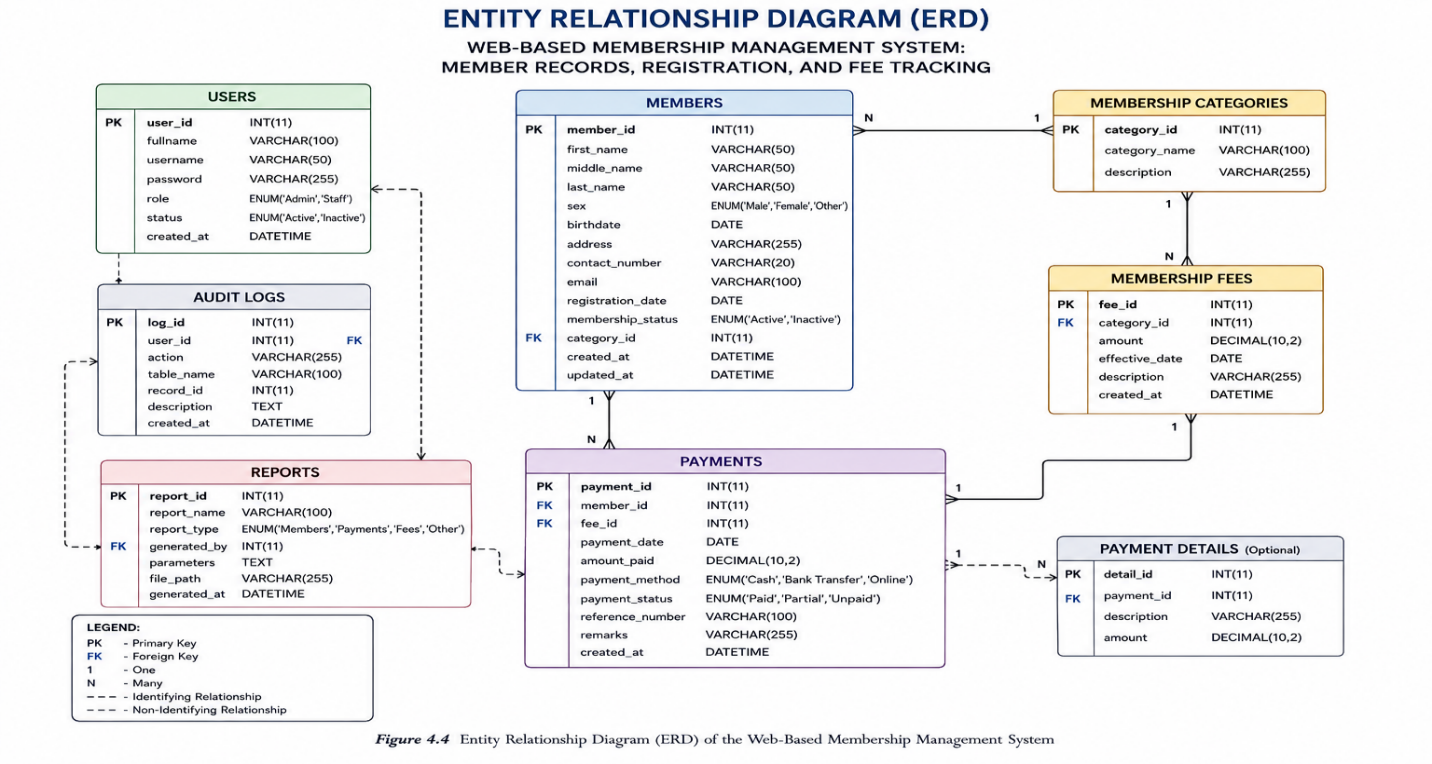 ENTITY RELATIONSHIP DIAGRAM (ERD)
WEB-BASED MEMBERSHIP MANAGEMENT SYSTEM:
MEMBER RECORDS, REGISTRATION, AND FEE TRACKING
USERS
PK user_id INT(11)
fullname VARCHAR(100)
username VARCHAR(50)
password VARCHAR(255)
role ENUM('Admin','Staff')
status ENUM('Active','Inactive')
created_at DATETIME
AUDIT LOGS
PK log_id INT(11)
user_id INT(11) FK
action VARCHAR(255)
table_name VARCHAR(100)
record_id INT(11)
description TEXT
created_at DATETIME
REPORTS
PK report_id INT(11)
report_name VARCHAR(100)
report_type ENUM('Members','Payments','Fees','Other')
FK generated_by INT(11)
parameters TEXT
file_path VARCHAR(255)
generated_at DATETIME
LEGEND:
PK - Primary Key
FK - Foreign Key
1 - One
N - Many
---- - Identifying Relationship
---- - Non-Identifying Relationship
MEMBERS
PK member_id INT(11)
first_name VARCHAR(50)
middle_name VARCHAR(50)
last_name VARCHAR(50)
sex ENUM('Male','Female','Other')
birthdate DATE
address VARCHAR(255)
contact_number VARCHAR(20)
email VARCHAR(100)
registration_date DATE
membership_status ENUM('Active','Inactive')
FK category_id INT(11)
created_at DATETIME
updated_at DATETIME
N 1
1
N
PAYMENTS
PK payment_id INT(11)
FK member_id INT(11)
FK fee_id INT(11)
payment_date DATE
amount_paid DECIMAL(10,2)
payment_method ENUM('Cash','Bank Transfer','Online')
payment_status ENUM('Paid','Partial','Unpaid')
reference_number VARCHAR(100)
remarks VARCHAR(255)
created_at DATETIME
MEMBERSHIP CATEGORIES
PK category_id INT(11)
category_name VARCHAR(100)
description VARCHAR(255)
1
N
MEMBERSHIP FEES
PK fee_id INT(11)
FK category_id INT(11)
amount DECIMAL(10,2)
effective_date DATE
description VARCHAR(255)
created_at DATETIME
1
1
1 N
PAYMENT DETAILS (Optional)
PK detail_id INT(11)
FK payment_id INT(11)
description VARCHAR(255)
amount DECIMAL(10,2)
Figure 4.4 Entity Relationship Diagram (ERD) of the Web-Based Membership Management System